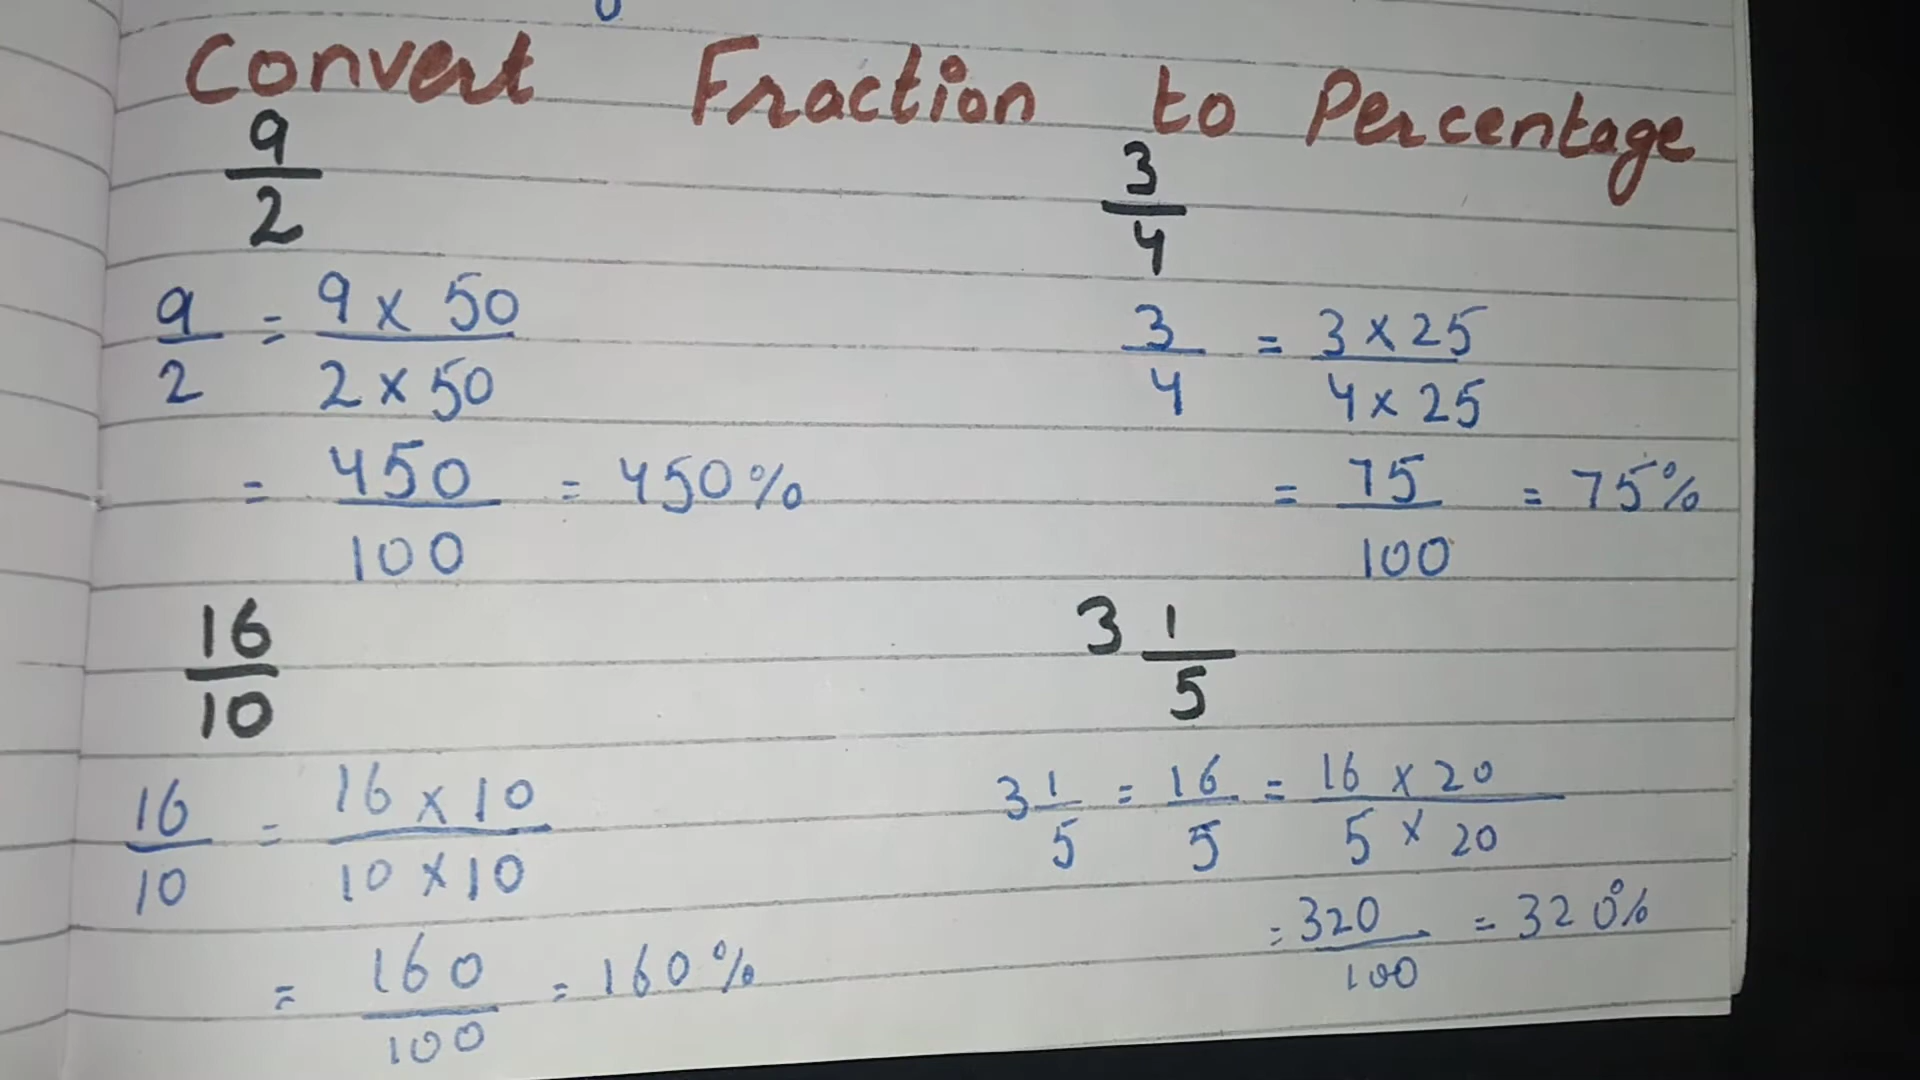 Convert Fraction to Percentage
9/2
9/2 = 9 x 50 / 2 x 50
= 450/100 = 450%
3/4
3/4 = 3 x 25 / 4 x 25
= 75/100 = 75%
16/10
16/10 = 16 x 10 / 10 x 10
= 160/100 = 160%
3 1/5
3 1/5 = 16/5 = 16 x 20 / 5 x 20
= 320/100 = 320%